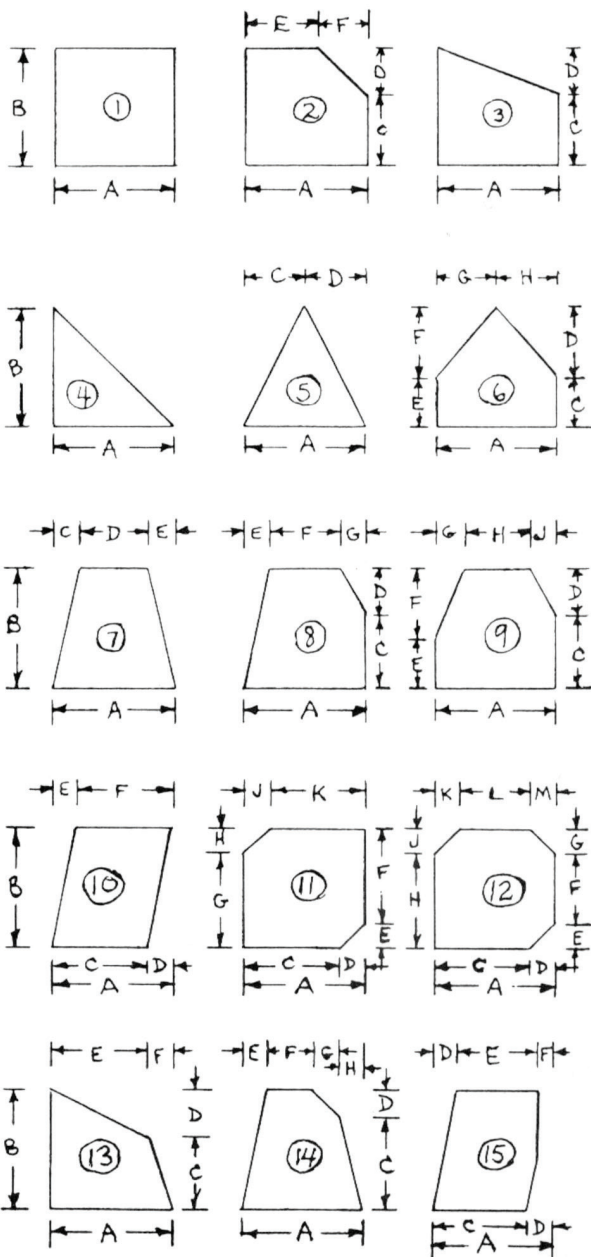 E F
B ① ② D C ③ D C
A A A
C D G H
B ④ ⑤ F E ⑥ D C
A A A
C D E E F G G H J
B ⑦ ⑧ D C F E ⑨ D C
A A A
E F J K K L M
B ⑩ H G ⑪ F E J H ⑫ G F E
C D C D C D
A A A
E F E F G H D E F
B ⑬ D C ⑭ D C ⑮
C D
A A A